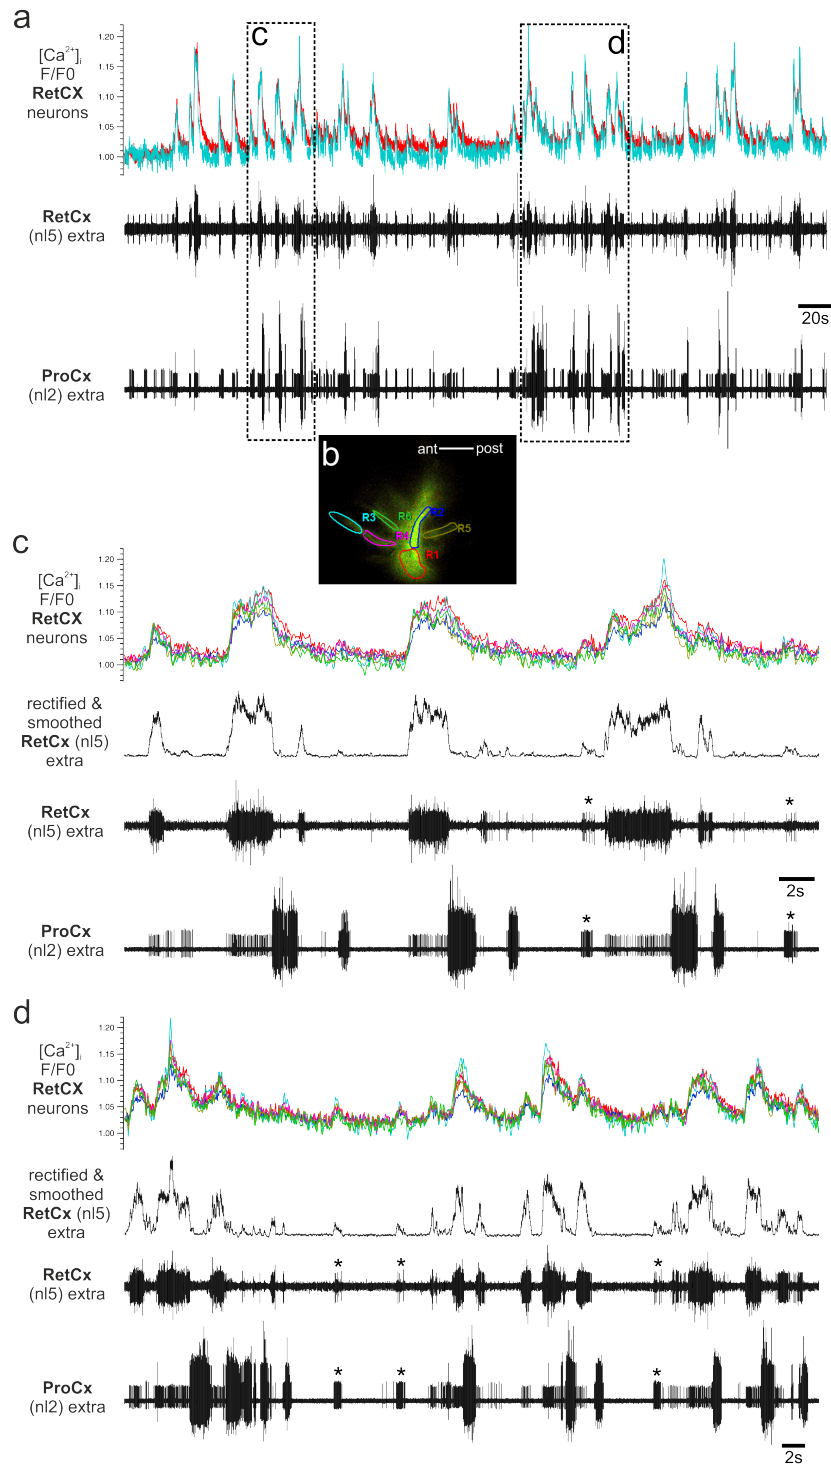 a
c
d
[Ca²⁺]ᵢ
F/F0
RetCX
neurons
1.20
1.15
1.10
1.05
1.00
RetCx
(nl5) extra
20s
ProCx
(nl2) extra
b
ant
post
R3
R6
R2
R4
R5
R1
c
[Ca²⁺]ᵢ
F/F0
RetCX
neurons
1.20
1.15
1.10
1.05
1.00
rectified &
smoothed
RetCx (nl5)
extra
RetCx
(nl5) extra
* *
2s
ProCx
(nl2) extra
* *
d
[Ca²⁺]ᵢ
F/F0
RetCX
neurons
1.20
1.15
1.10
1.05
1.00
rectified &
smoothed
RetCx (nl5)
extra
RetCx
(nl5) extra
* * *
ProCx
(nl2) extra
* * *
2s